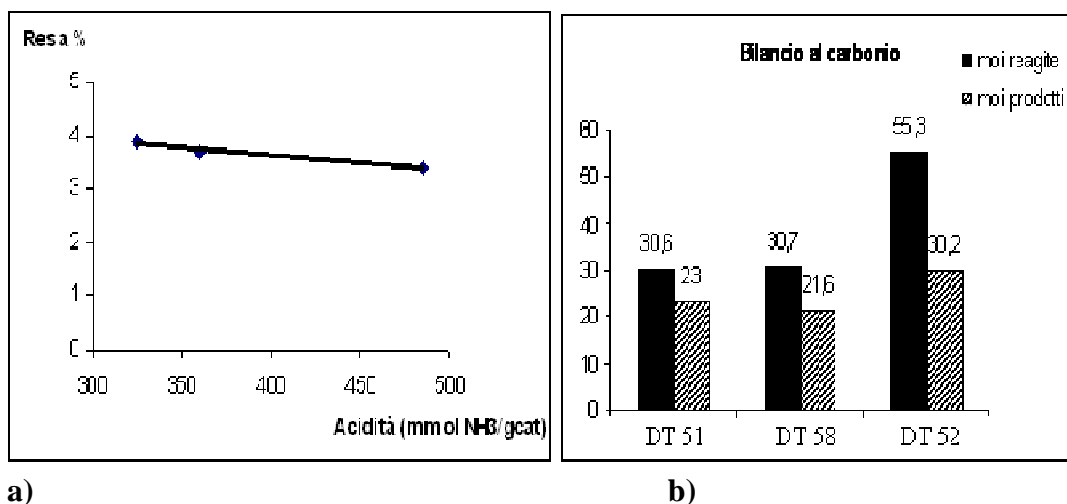 Resa %
5
4
3
2
1
0
300 350 400 450 500
Acidità (mmol NH3/gcat)
a)
Bilancio al carbonio
mol reagite
mol prodotti
60
50
40
30
20
10
0
30,6
23
30,7
21,6
55,3
30,2
DT 51 DT 58 DT 52
b)